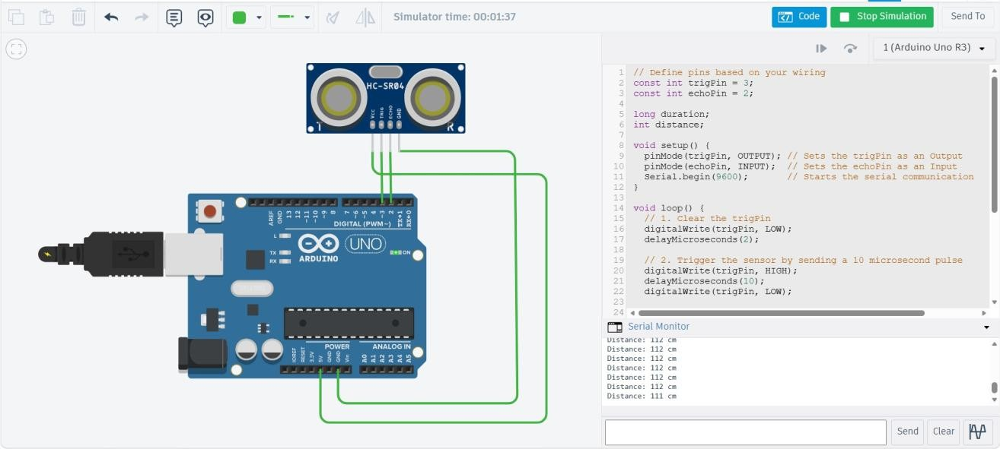 Simulator time: 00:01:37
Code
Stop Simulation
Send To
1 (Arduino Uno R3)
HC-SR04
VCC
TRIG
ECHO
GND
T
R
AREF
GND
13
12
~11
~10
~9
8
7
~6
~5
4
~3
2
TX→1
RX←0
DIGITAL (PWM~)
L
TX
RX
UNO
ARDUINO
ON
POWER
ANALOG IN
IOREF
RESET
3.3V
5V
GND
GND
Vin
A0
A1
A2
A3
A4
A5
1 // Define pins based on your wiring
2 const int trigPin = 3;
3 const int echoPin = 2;
4
5 long duration;
6 int distance;
7
8 void setup() {
9 pinMode(trigPin, OUTPUT); // Sets the trigPin as an Output
10 pinMode(echoPin, INPUT); // Sets the echoPin as an Input
11 Serial.begin(9600); // Starts the serial communication
12 }
13
14 void loop() {
15 // 1. Clear the trigPin
16 digitalWrite(trigPin, LOW);
17 delayMicroseconds(2);
18
19 // 2. Trigger the sensor by sending a 10 microsecond pulse
20 digitalWrite(trigPin, HIGH);
21 delayMicroseconds(10);
22 digitalWrite(trigPin, LOW);
23
24
Serial Monitor
Distance: 112 cm
Distance: 112 cm
Distance: 112 cm
Distance: 112 cm
Distance: 112 cm
Distance: 112 cm
Distance: 111 cm
Send
Clear